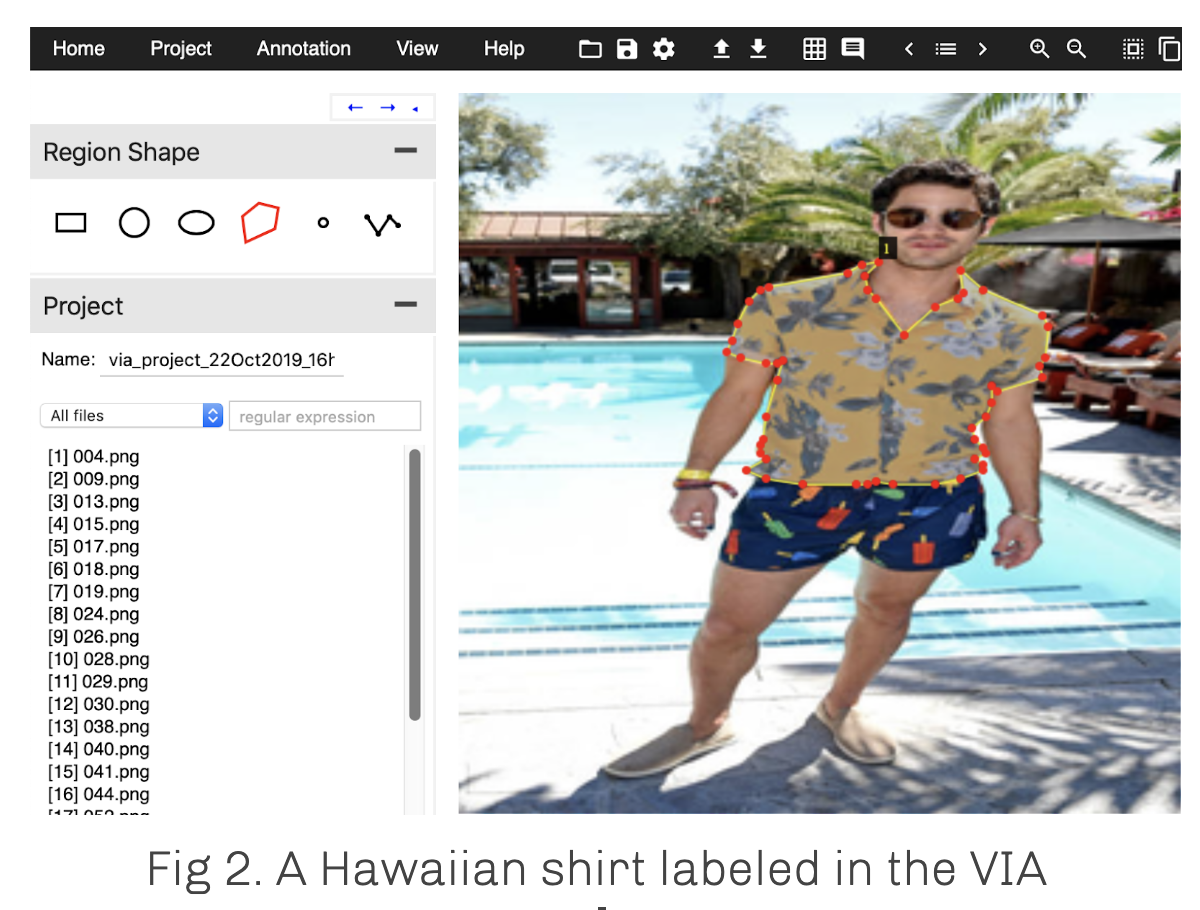 Home Project Annotation View Help
Region Shape
1
Project
Name: via_project_22Oct2019_16h
All files regular expression
[1] 004.png
[2] 009.png
[3] 013.png
[4] 015.png
[5] 017.png
[6] 018.png
[7] 019.png
[8] 024.png
[9] 026.png
[10] 028.png
[11] 029.png
[12] 030.png
[13] 038.png
[14] 040.png
[15] 041.png
[16] 044.png
Fig 2. A Hawaiian shirt labeled in the VIA